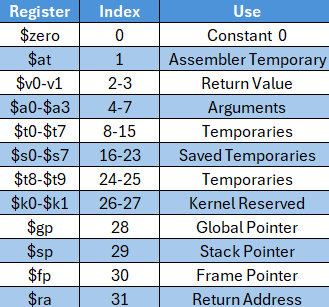 Register Index Use
$zero 0 Constant 0
$at 1 Assembler Temporary
$v0-v1 2-3 Return Value
$a0-$a3 4-7 Arguments
$t0-$t7 8-15 Temporaries
$s0-$s7 16-23 Saved Temporaries
$t8-$t9 24-25 Temporaries
$k0-$k1 26-27 Kernel Reserved
$gp 28 Global Pointer
$sp 29 Stack Pointer
$fp 30 Frame Pointer
$ra 31 Return Address